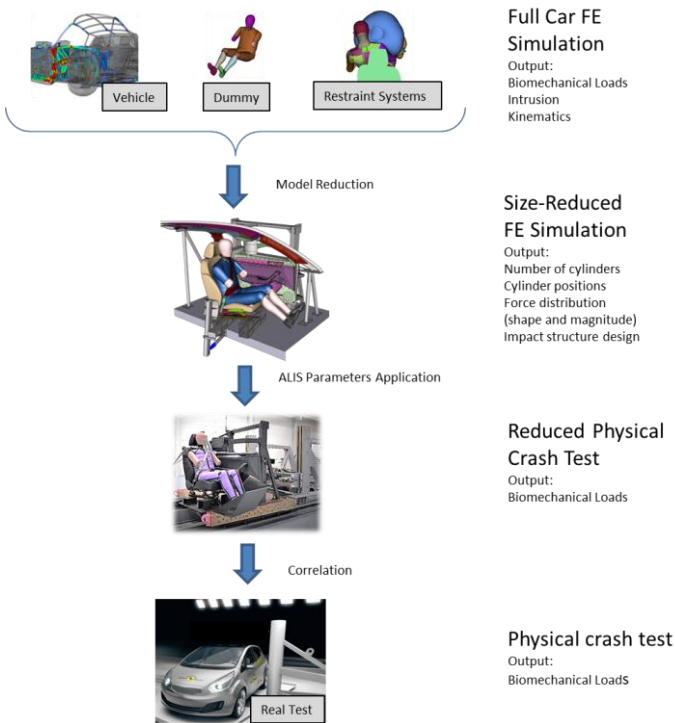 Full Car FE
Simulation
Output:
Biomechanical Loads
Intrusion
Kinematics
Vehicle
Dummy
Restraint Systems
Model Reduction
Size-Reduced
FE Simulation
Output:
Number of cylinders
Cylinder positions
Force distribution
(shape and magnitude)
Impact structure design
ALIS Parameters Application
Reduced Physical
Crash Test
Output:
Biomechanical Loads
Correlation
Physical crash test
Output:
Biomechanical Loads
Real Test